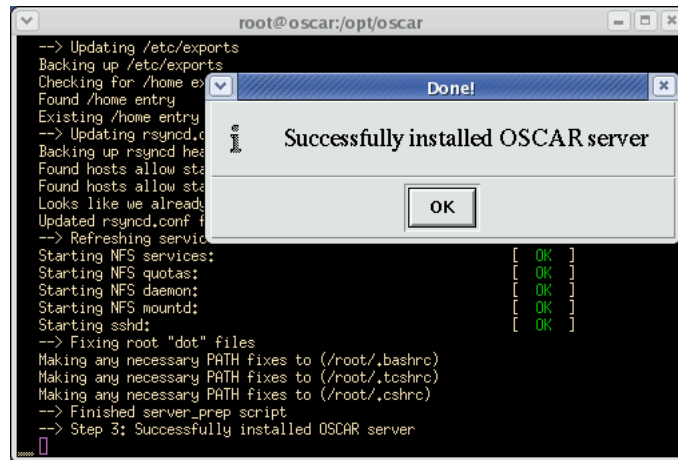 root@oscar:/opt/oscar
--> Updating /etc/exports
Backing up /etc/exports
Checking for /home ex
Found /home entry
Existing /home entry
--> Updating rsyncd.c
Backing up rsyncd hea
Found hosts allow sta
Found hosts allow sta
Looks like we already
Updated rsyncd.conf f
--> Refreshing servic
Done!
Successfully installed OSCAR server
OK
Starting NFS services: [ OK ]
Starting NFS quotas: [ OK ]
Starting NFS daemon: [ OK ]
Starting NFS mountd: [ OK ]
Starting sshd: [ OK ]
--> Fixing root "dot" files
Making any necessary PATH fixes to (/root/.bashrc)
Making any necessary PATH fixes to (/root/.tcshrc)
Making any necessary PATH fixes to (/root/.cshrc)
--> Finished server_prep script
--> Step 3: Successfully installed OSCAR server